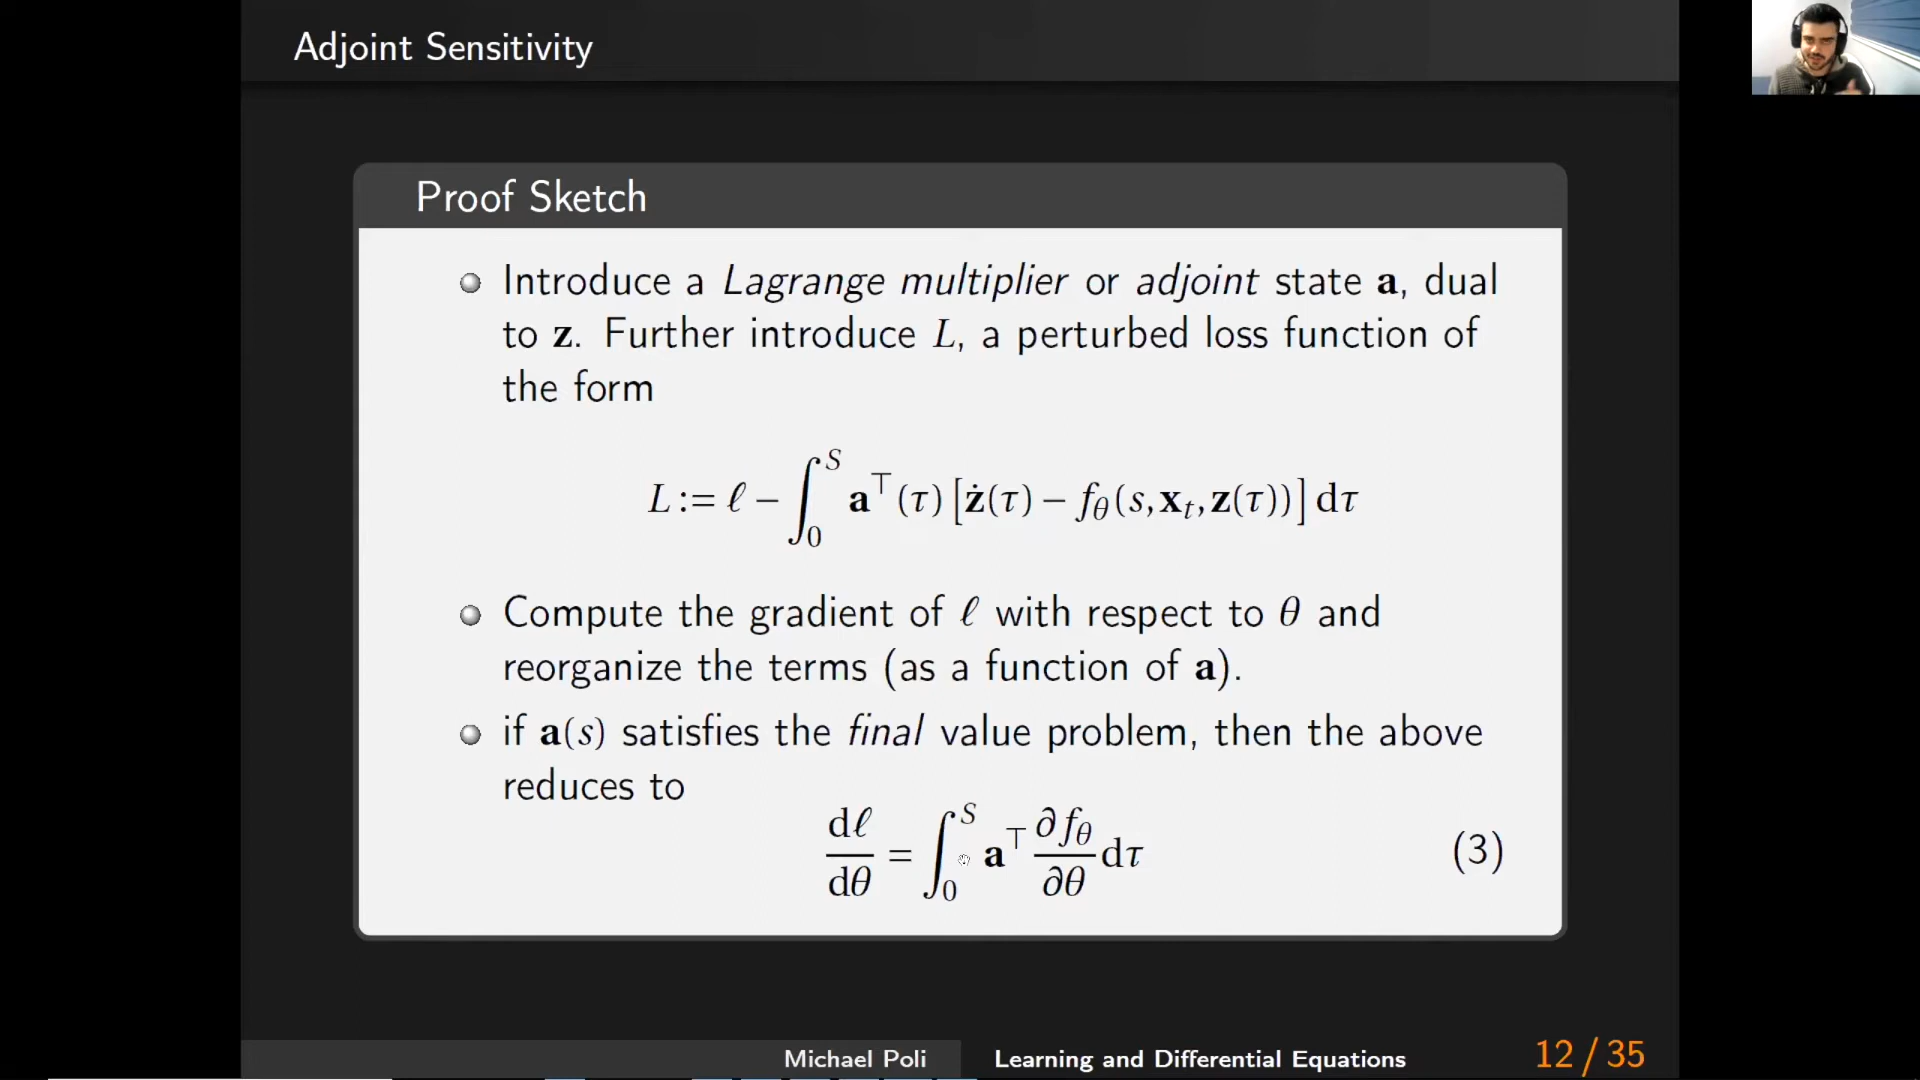 Adjoint Sensitivity
Proof Sketch
Introduce a Lagrange multiplier or adjoint state a, dual
to z. Further introduce L, a perturbed loss function of
the form
L := ℓ − ∫₀ˢ a⊤(τ) [ż(τ) − f_θ(s, x_t, z(τ))] dτ
Compute the gradient of ℓ with respect to θ and
reorganize the terms (as a function of a).
if a(s) satisfies the final value problem, then the above
reduces to
dℓ/dθ = ∫₀ˢ a⊤ ∂f_θ/∂θ dτ (3)
Michael Poli Learning and Differential Equations 12 / 35